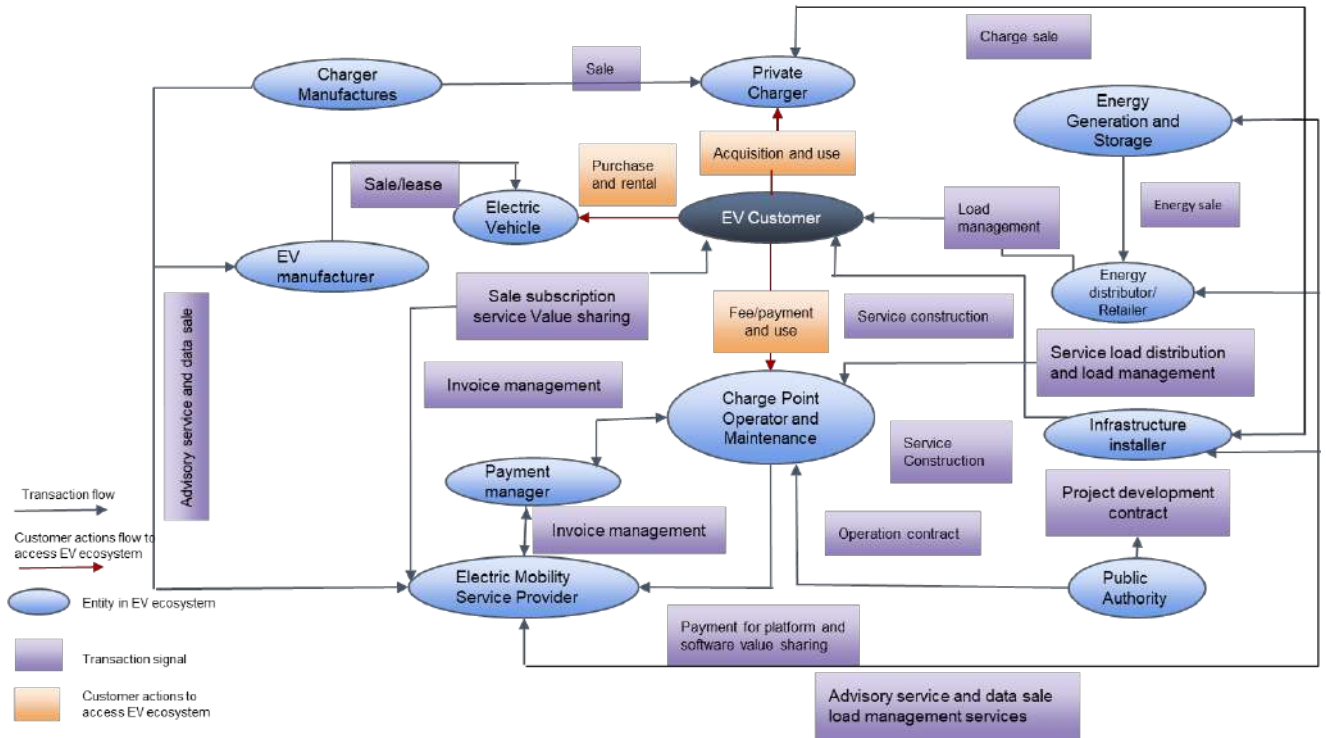 Charge sale
Charger
Manufactures
Sale
Private
Charger
Energy
Generation and
Storage
Acquisition and use
Purchase
and rental
Sale/lease
Electric
Vehicle
EV Customer
Load
management
Energy sale
EV
manufacturer
Energy
distributor/
Retailer
Sale subscription
service Value sharing
Fee/payment
and use
Service construction
Service load distribution
and load management
Advisory service and data sale
Invoice management
Charge Point
Operator and
Maintenance
Infrastructure
installer
Service
Construction
Payment
manager
Project development
contract
Transaction flow
Invoice management
Operation contract
Customer actions flow to
access EV ecosystem
Electric Mobility
Service Provider
Public
Authority
Entity in EV ecosystem
Payment for platform and
software value sharing
Transaction signal
Customer actions to
access EV ecosystem
Advisory service and data sale
load management services